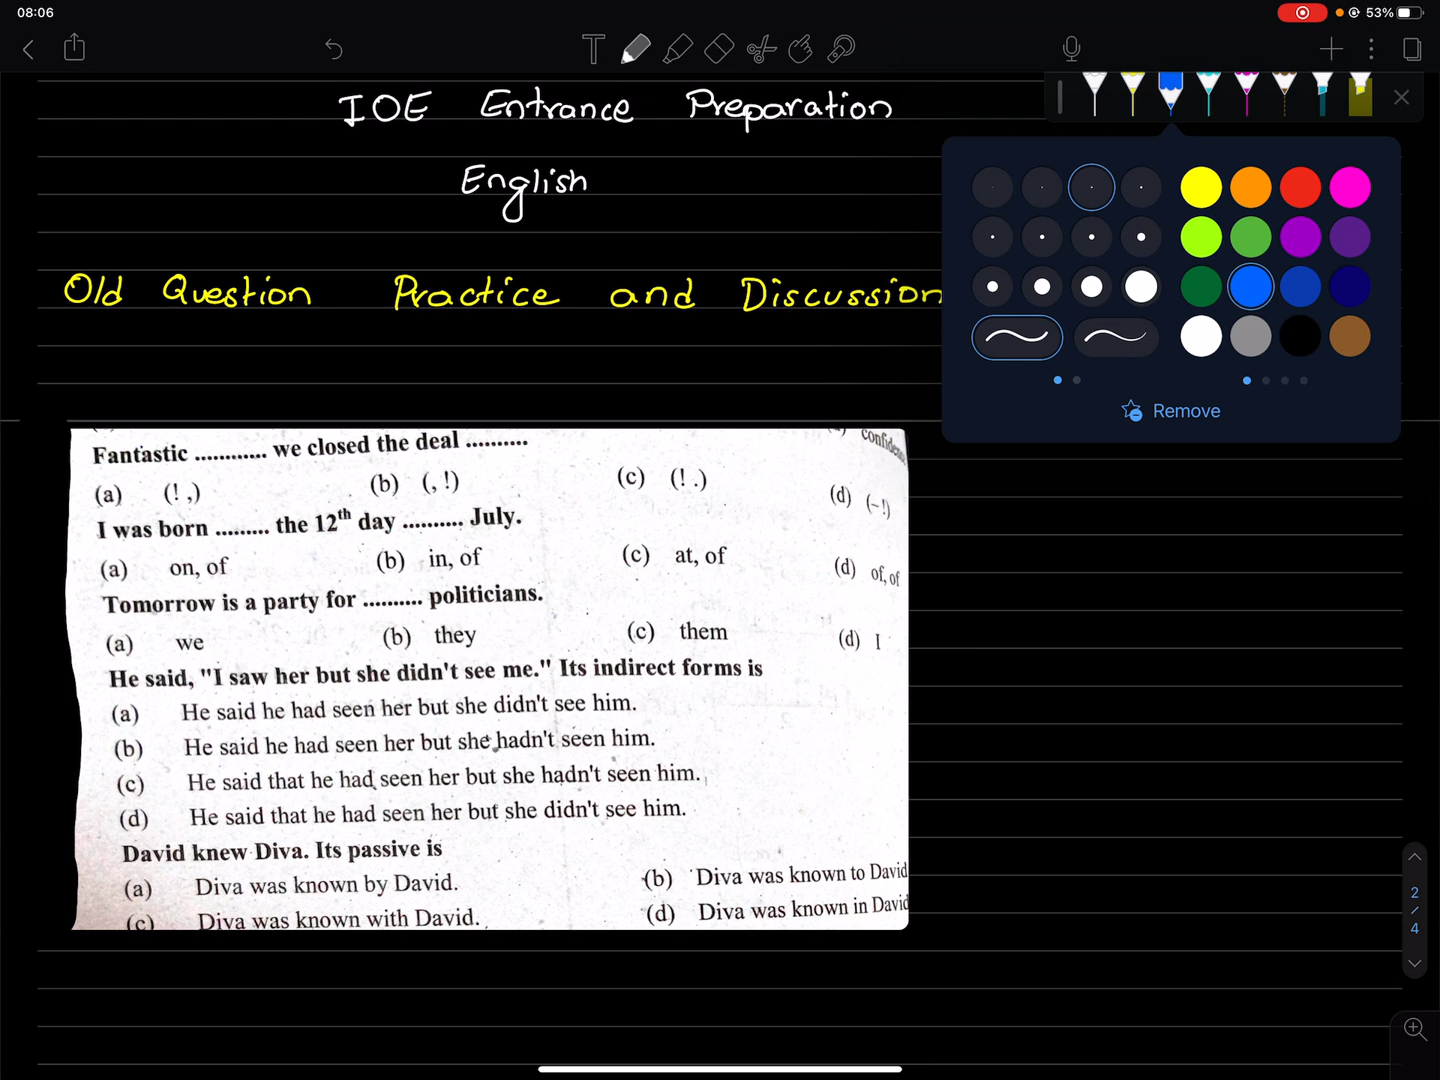 08:06
53%
IOE Entrance Preparation
English
Old Question Practice and Discussion
Remove
Fantastic ............ we closed the deal ..........
(a) (! ,) (b) (, !) (c) (! .) (d) (–!)
I was born ......... the 12th day .......... July.
(a) on, of (b) in, of (c) at, of (d) of, of
Tomorrow is a party for .......... politicians.
(a) we (b) they (c) them (d) I
He said, "I saw her but she didn't see me." Its indirect forms is
(a) He said he had seen her but she didn't see him.
(b) He said he had seen her but she hadn't seen him.
(c) He said that he had seen her but she hadn't seen him.
(d) He said that he had seen her but she didn't see him.
David knew Diva. Its passive is
(a) Diva was known by David. (b) Diva was known to David
(c) Diva was known with David. (d) Diva was known in David
2
/
4